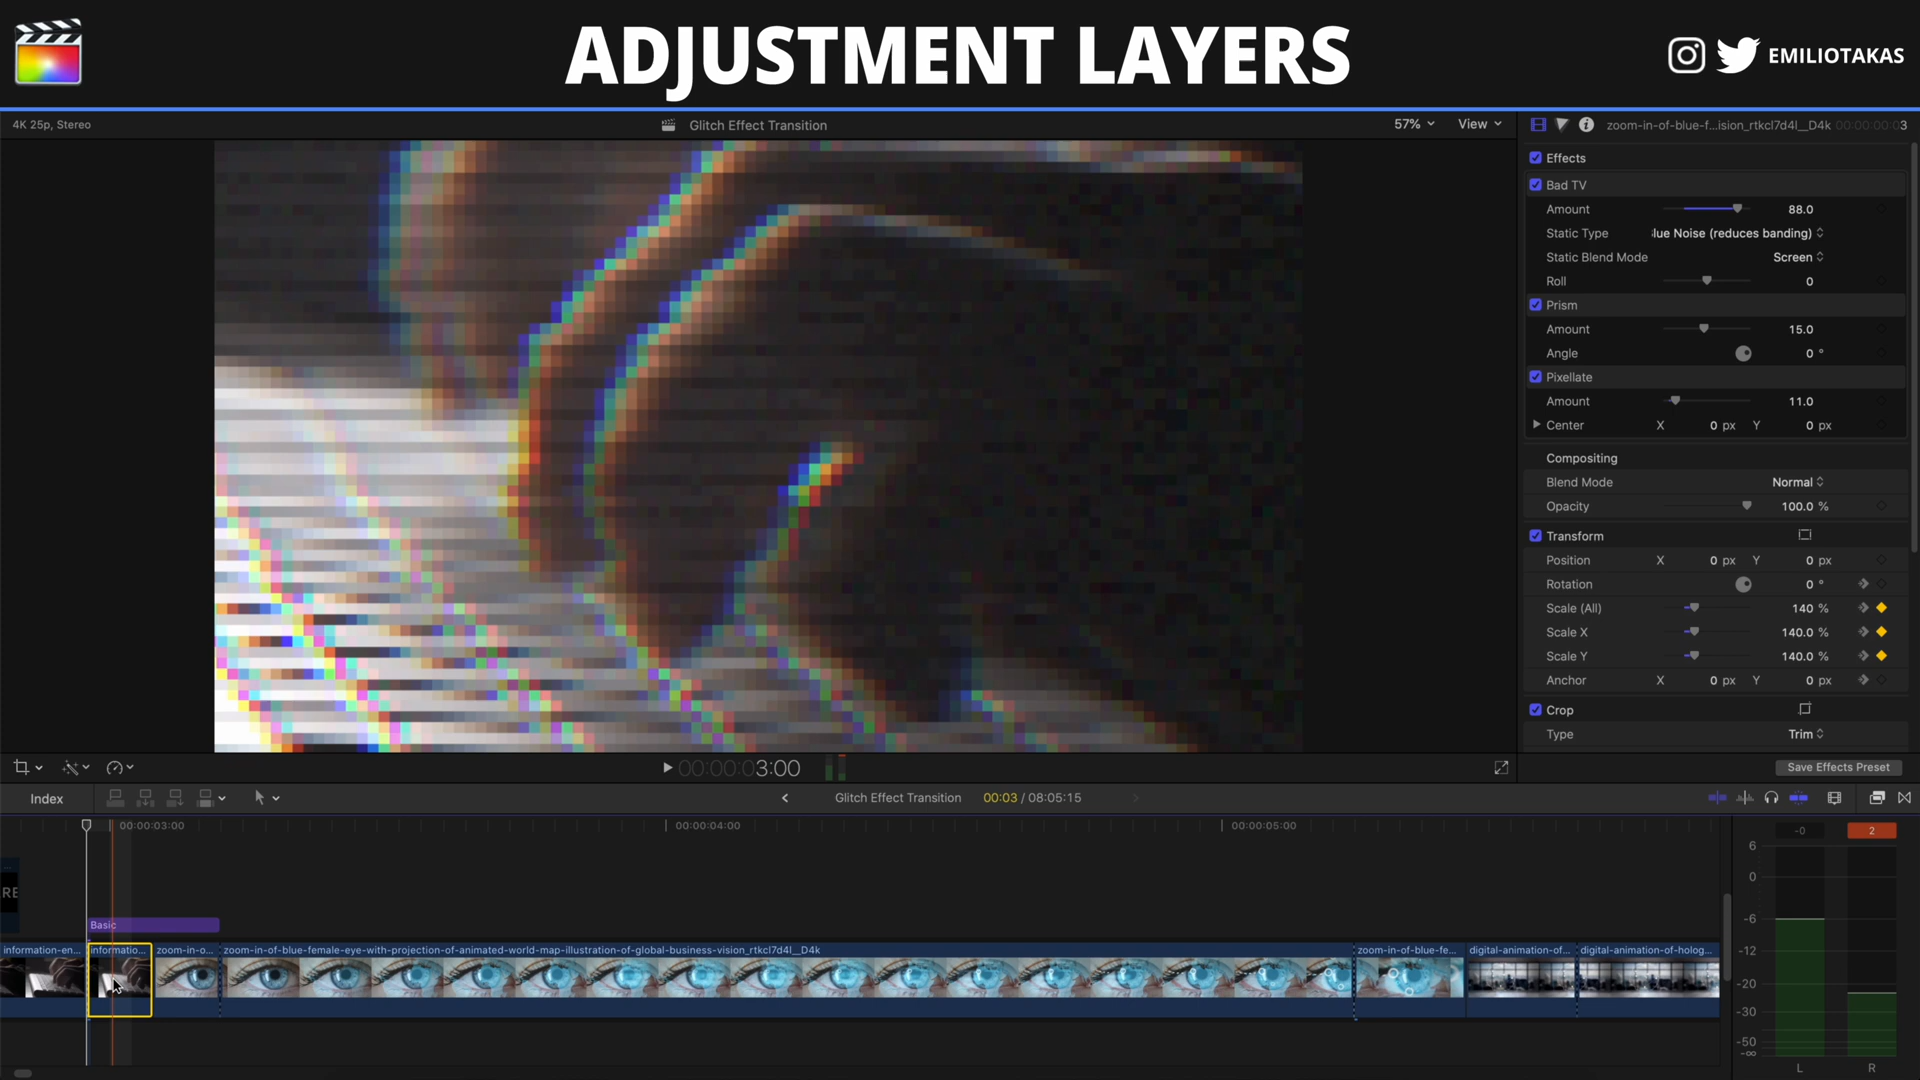 ADJUSTMENT LAYERS
EMILIOTAKAS
4K 25p, Stereo
Glitch Effect Transition
57%
View
zoom-in-of-blue-f...ision_rtkcl7d4l__D4k
00:00:00:03
Effects
Bad TV
Amount 88.0
Static Type lue Noise (reduces banding)
Static Blend Mode Screen
Roll 0
Prism
Amount 15.0
Angle 0 °
Pixellate
Amount 11.0
Center X 0 px Y 0 px
Compositing
Blend Mode Normal
Opacity 100.0 %
Transform
Position X 0 px Y 0 px
Rotation 0 °
Scale (All) 140 %
Scale X 140.0 %
Scale Y 140.0 %
Anchor X 0 px Y 0 px
Crop
Type Trim
00:00:03:00
Save Effects Preset
Index
Glitch Effect Transition 00:03 / 08:05:15
00:00:03:00
00:00:04:00
00:00:05:00
-0 2
RE
Basic
information-en...
informatio...
zoom-in-o...
zoom-in-of-blue-female-eye-with-projection-of-animated-world-map-illustration-of-global-business-vision_rtkcl7d4l__D4k
zoom-in-of-blue-fe...
digital-animation-of...
digital-animation-of-holog...
6
0
-6
-12
-20
-30
-50
-∞
L R